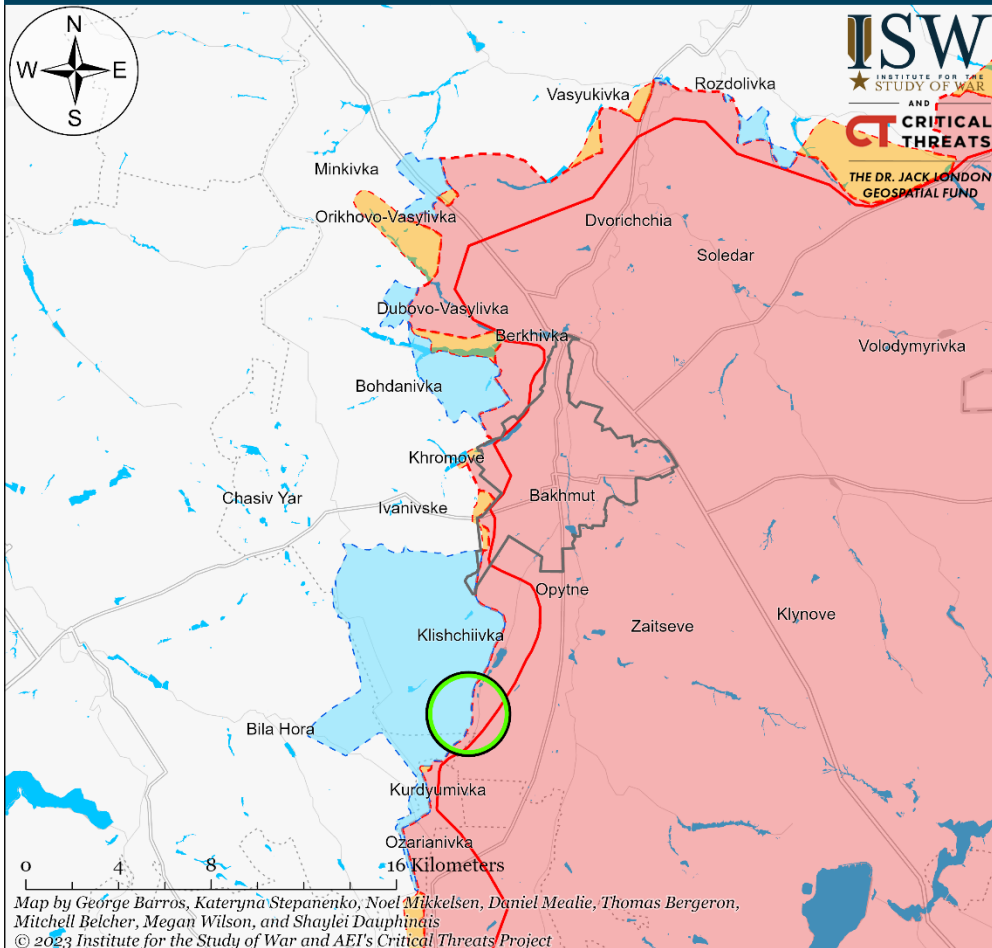 N
W E
S
ISW
INSTITUTE FOR THE
STUDY OF WAR
AND
CT CRITICAL
THREATS
THE DR. JACK LONDON
GEOSPATIAL FUND
Rozdolivka
Vasyukivka
Minkivka
Orikhovo-Vasylivka
Dvorichchia
Soledar
Dubovo-Vasylivka
Berkhivka
Volodymyrivka
Bohdanivka
Khromove
Chasiv Yar
Bakhmut
Ivanivske
Opytne
Klishchiivka
Zaitseve
Klynove
Bila Hora
Kurdyumivka
Ozarianivka
0 4 8 16 Kilometers
Map by George Barros, Kateryna Stepanenko, Noel Mikkelsen, Daniel Mealie, Thomas Bergeron,
Mitchell Belcher, Megan Wilson, and Shaylei Dauphinais
© 2023 Institute for the Study of War and AEI's Critical Threats Project